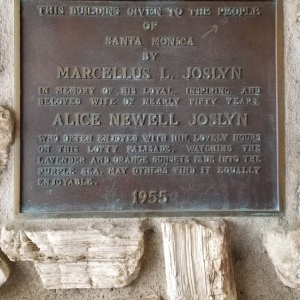 THIS BUILDING GIVEN TO THE PEOPLE
OF
SANTA MONICA
BY
MARCELLUS L. JOSLYN
IN MEMORY OF HIS LOYAL, INSPIRING AND
BELOVED WIFE OF NEARLY FIFTY YEARS,
ALICE NEWELL JOSLYN
WHO OFTEN ENJOYED WITH HIM, LOVELY HOURS
ON THIS LOFTY PALISADE, WATCHING THE
LAVENDER AND ORANGE SUNSETS FADE INTO THE
PURPLE SEA. MAY OTHERS FIND IT EQUALLY
ENJOYABLE.
1955